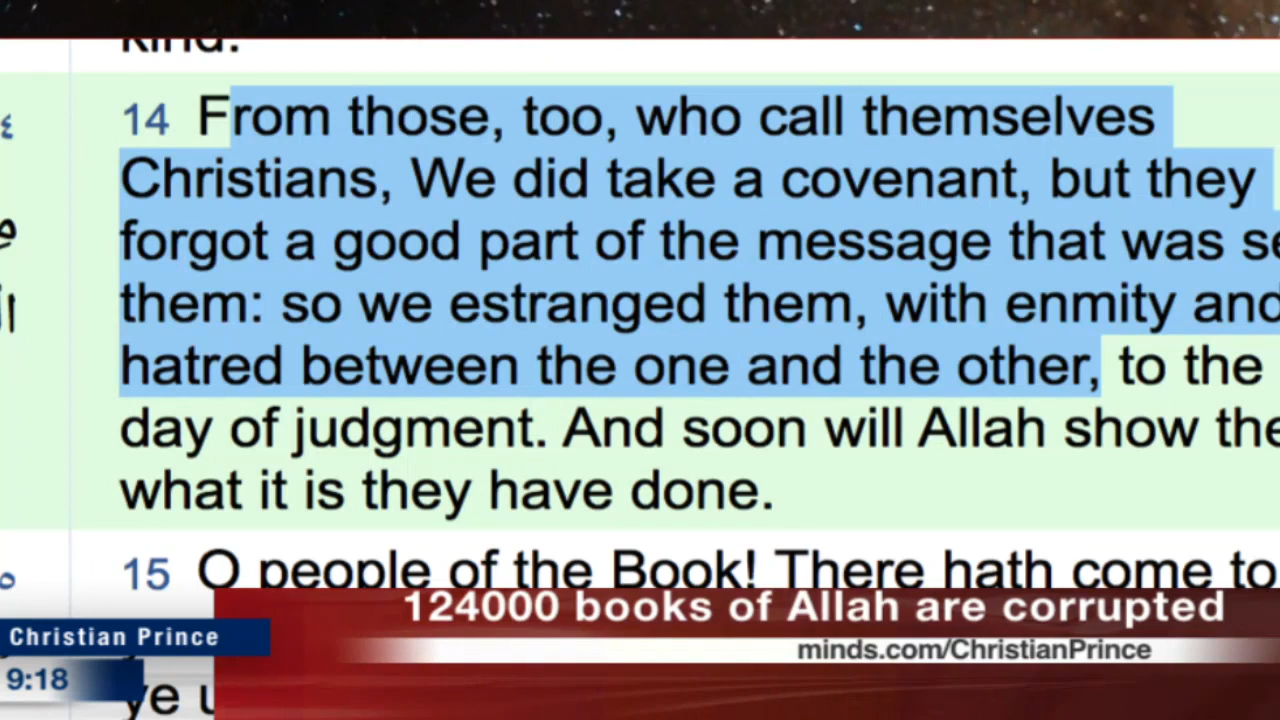 kind.
14 From those, too, who call themselves
Christians, We did take a covenant, but they
forgot a good part of the message that was
them: so we estranged them, with enmity and
hatred between the one and the other, to the
day of judgment. And soon will Allah show
what it is they have done.
15 O people of the Book! There hath come to
ye
124000 books of Allah are corrupted
Christian Prince
minds.com/ChristianPrince
9:18